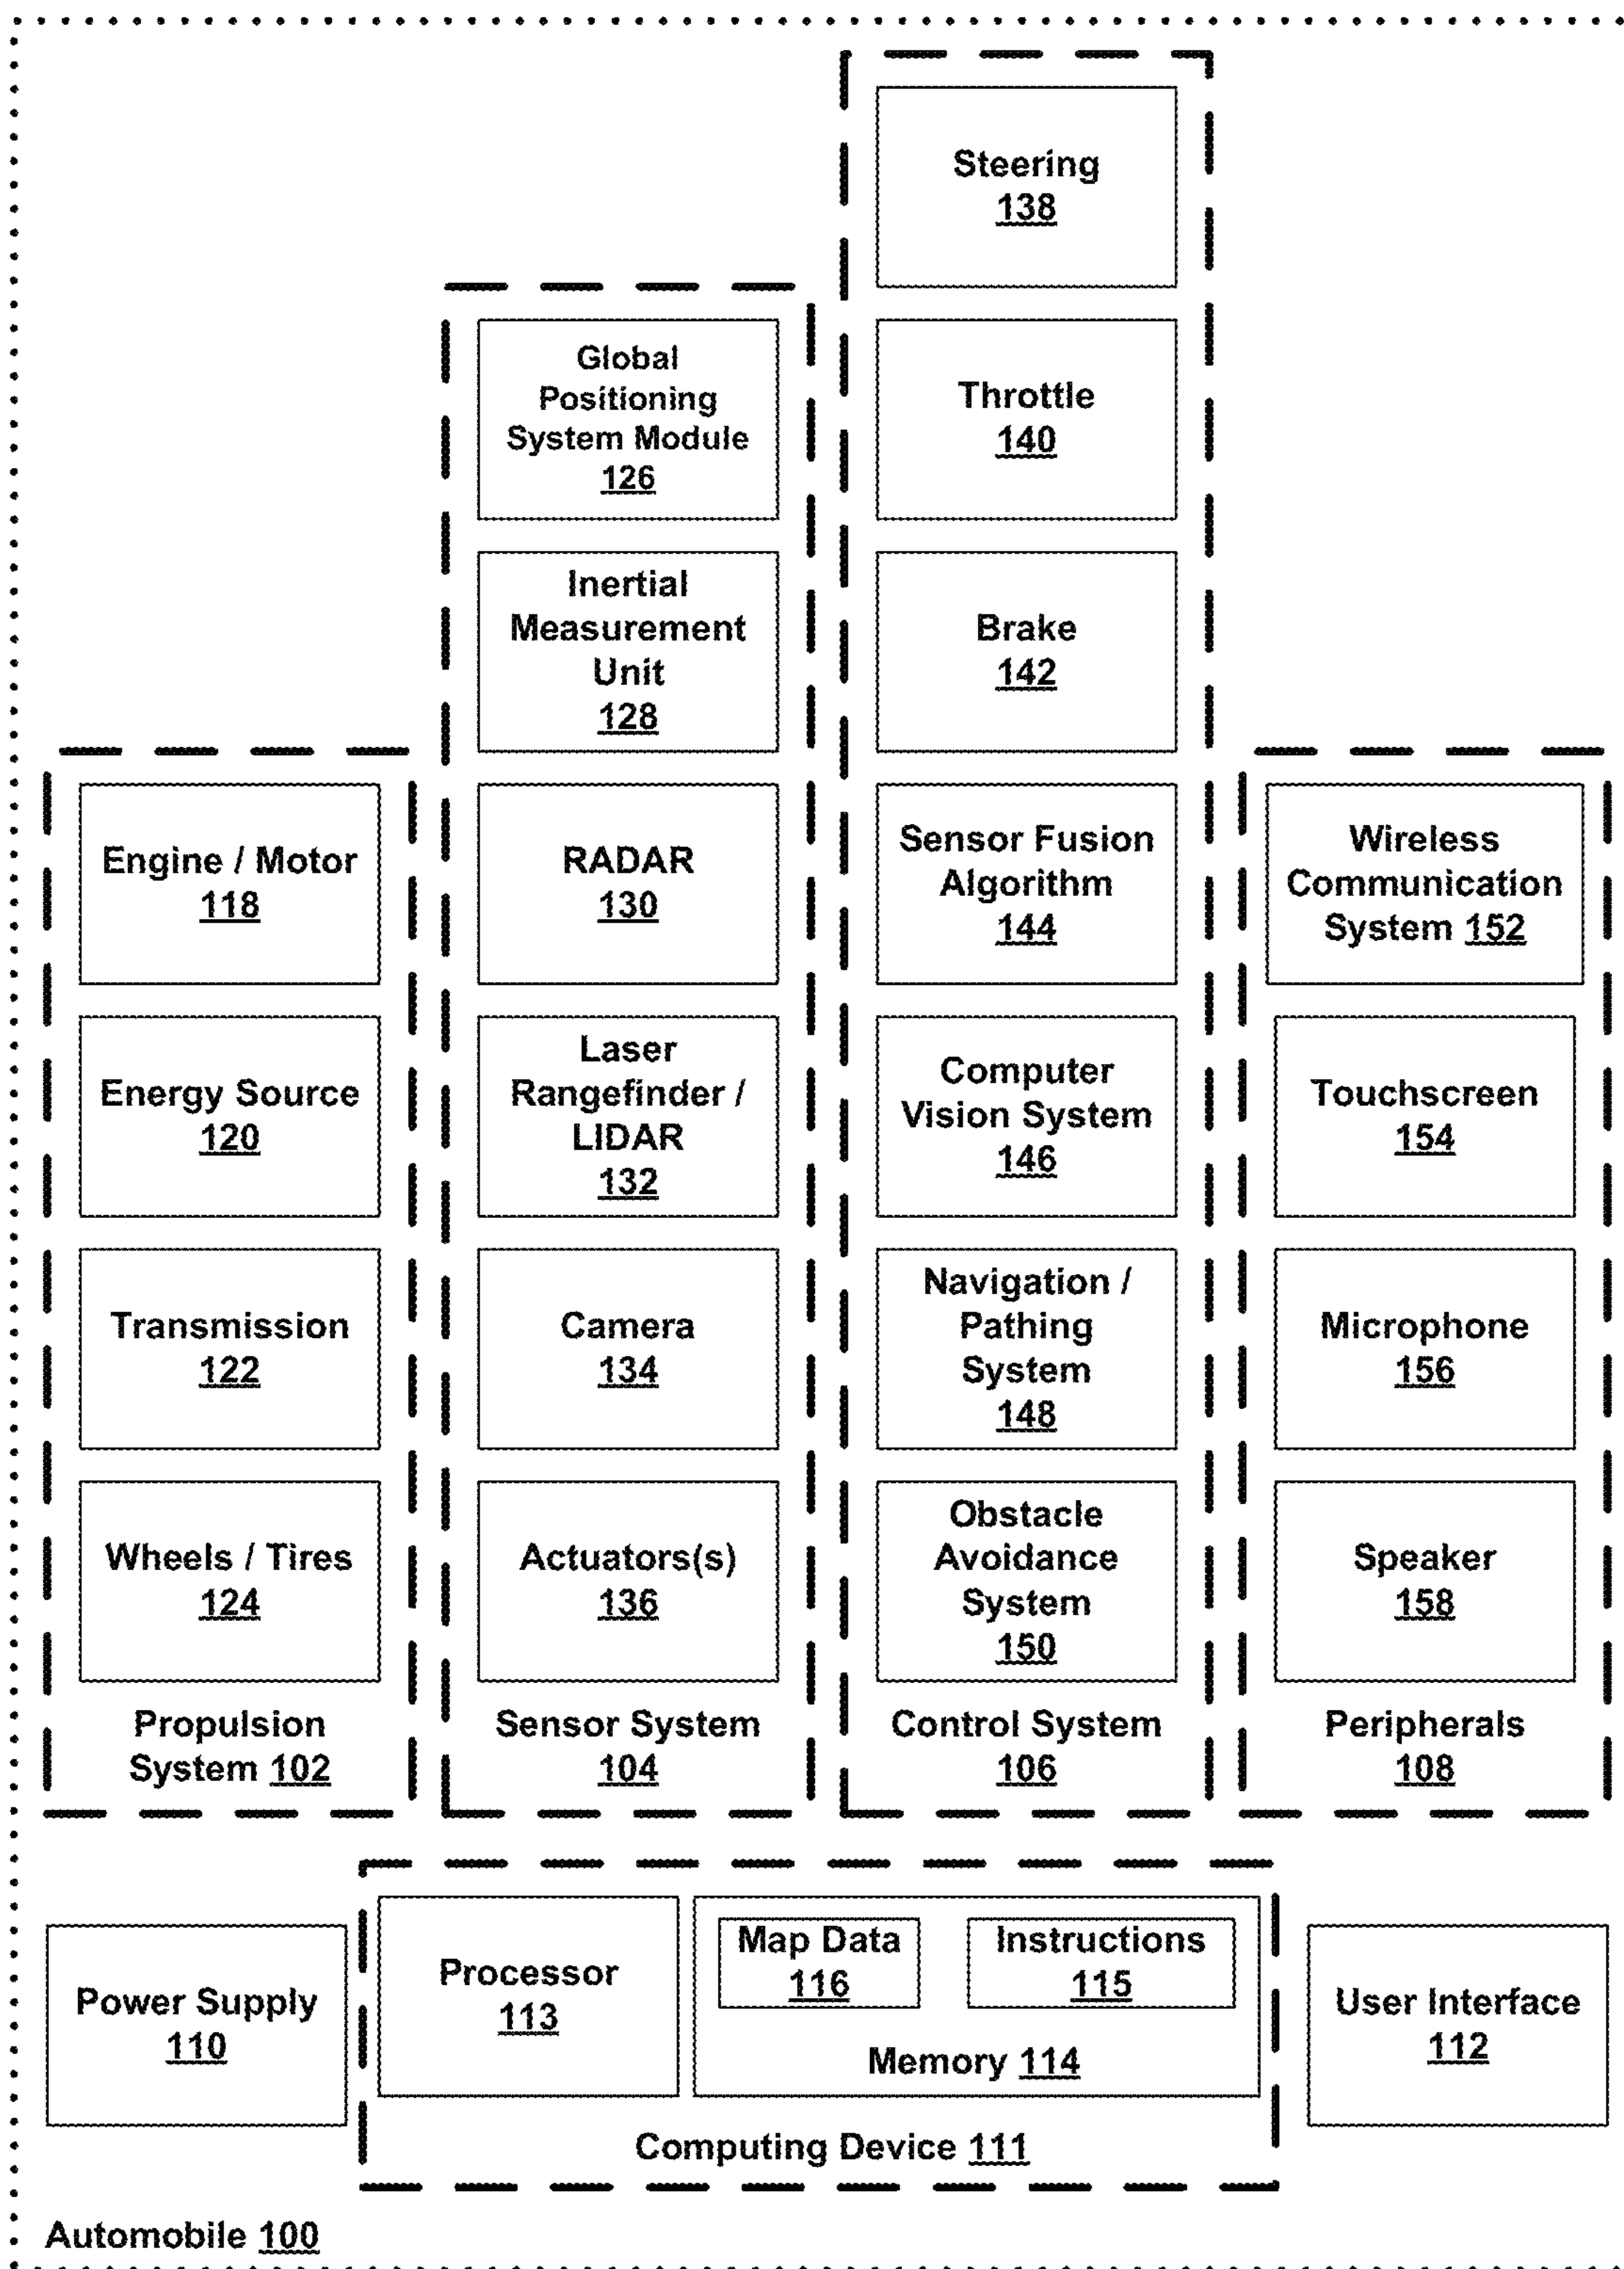 Steering
138
Global
Positioning
System Module
126
Throttle
140
Inertial
Measurement
Unit
128
Brake
142
Engine / Motor
118
RADAR
130
Sensor Fusion
Algorithm
144
Wireless
Communication
System 152
Energy Source
120
Laser
Rangefinder /
LIDAR
132
Computer
Vision System
146
Touchscreen
154
Transmission
122
Camera
134
Navigation /
Pathing
System
148
Microphone
156
Wheels / Tires
124
Actuators(s)
136
Obstacle
Avoidance
System
150
Speaker
158
Propulsion
System 102
Sensor System
104
Control System
106
Peripherals
108
Power Supply
110
Processor
113
Map Data
116
Instructions
115
Memory 114
Computing Device 111
User Interface
112
Automobile 100